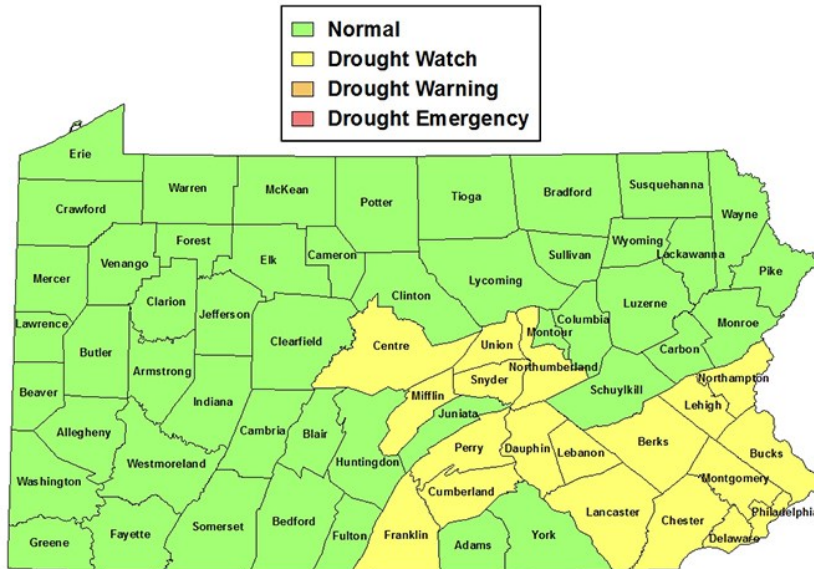 Normal
Drought Watch
Drought Warning
Drought Emergency
Erie
Crawford
Warren
McKean
Potter
Tioga
Bradford
Susquehanna
Wayne
Forest
Venango
Elk
Cameron
Sullivan
Wyoming
Lackawanna
Mercer
Clarion
Jefferson
Clinton
Lycoming
Pike
Lawrence
Butler
Clearfield
Centre
Union
Montour
Columbia
Luzerne
Monroe
Carbon
Beaver
Armstrong
Indiana
Mifflin
Snyder
Northumberland
Schuylkill
Northampton
Lehigh
Allegheny
Cambria
Blair
Juniata
Huntingdon
Perry
Dauphin
Lebanon
Berks
Bucks
Washington
Westmoreland
Cumberland
Montgomery
Greene
Fayette
Somerset
Bedford
Fulton
Franklin
Adams
York
Lancaster
Chester
Delaware
Philadelphia